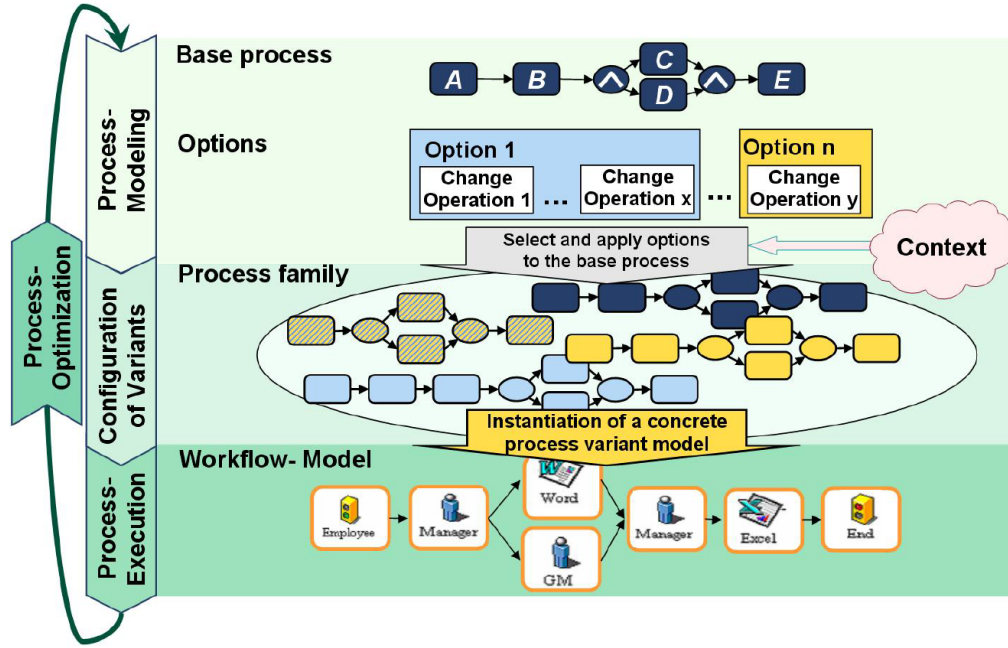 Base process
A
B
C
D
E
Options
Option 1
Change
Operation 1
...
Change
Operation x
...
Option n
Change
Operation y
Select and apply options
to the base process
Context
Process family
Instantiation of a concrete
process variant model
Workflow- Model
Employee
Manager
Word
GM
Manager
Excel
End
Process-
Modeling
Configuration
of Variants
Process-
Execution
Process-
Optimization